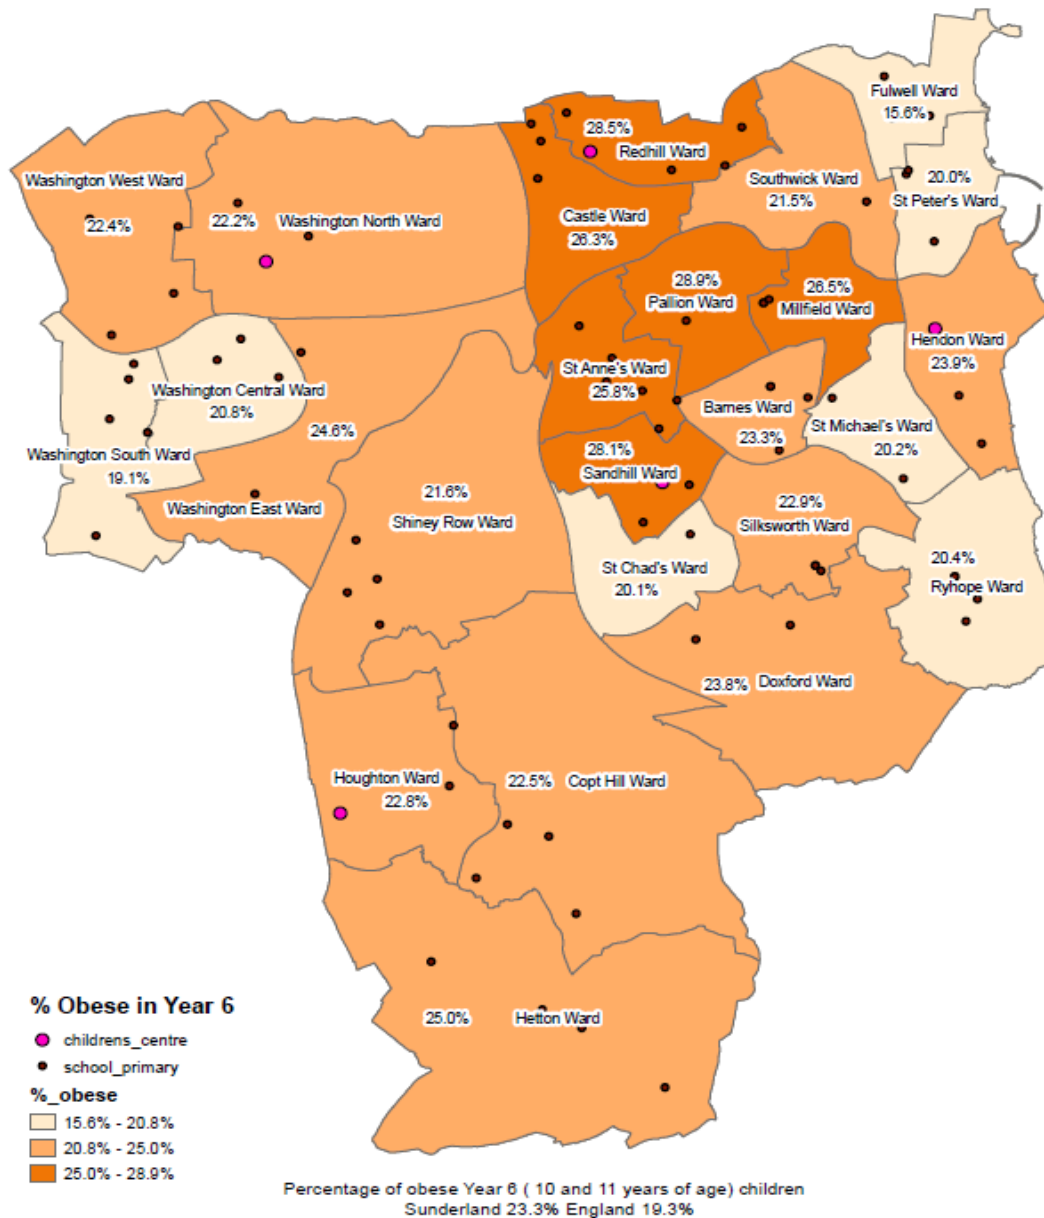 Fulwell Ward
15.6%
28.5%
Redhill Ward
Washington West Ward
22.4%
22.2%
Washington North Ward
Southwick Ward
21.5%
20.0%
St Peter's Ward
Castle Ward
26.3%
28.9%
Pallion Ward
26.5%
Millfield Ward
Hendon Ward
23.9%
St Anne's Ward
25.8%
Washington Central Ward
20.8%
Barnes Ward
23.3%
St Michael's Ward
20.2%
24.6%
Washington South Ward
19.1%
28.1%
Sandhill Ward
Washington East Ward
21.6%
Shiney Row Ward
22.9%
Silksworth Ward
St Chad's Ward
20.1%
20.4%
Ryhope Ward
23.8%
Doxford Ward
Houghton Ward
22.8%
22.5%
Copt Hill Ward
25.0%
Hetton Ward
% Obese in Year 6
childrens_centre
school_primary
%_obese
15.6% - 20.8%
20.8% - 25.0%
25.0% - 28.9%
Percentage of obese Year 6 ( 10 and 11 years of age) children
Sunderland 23.3% England 19.3%